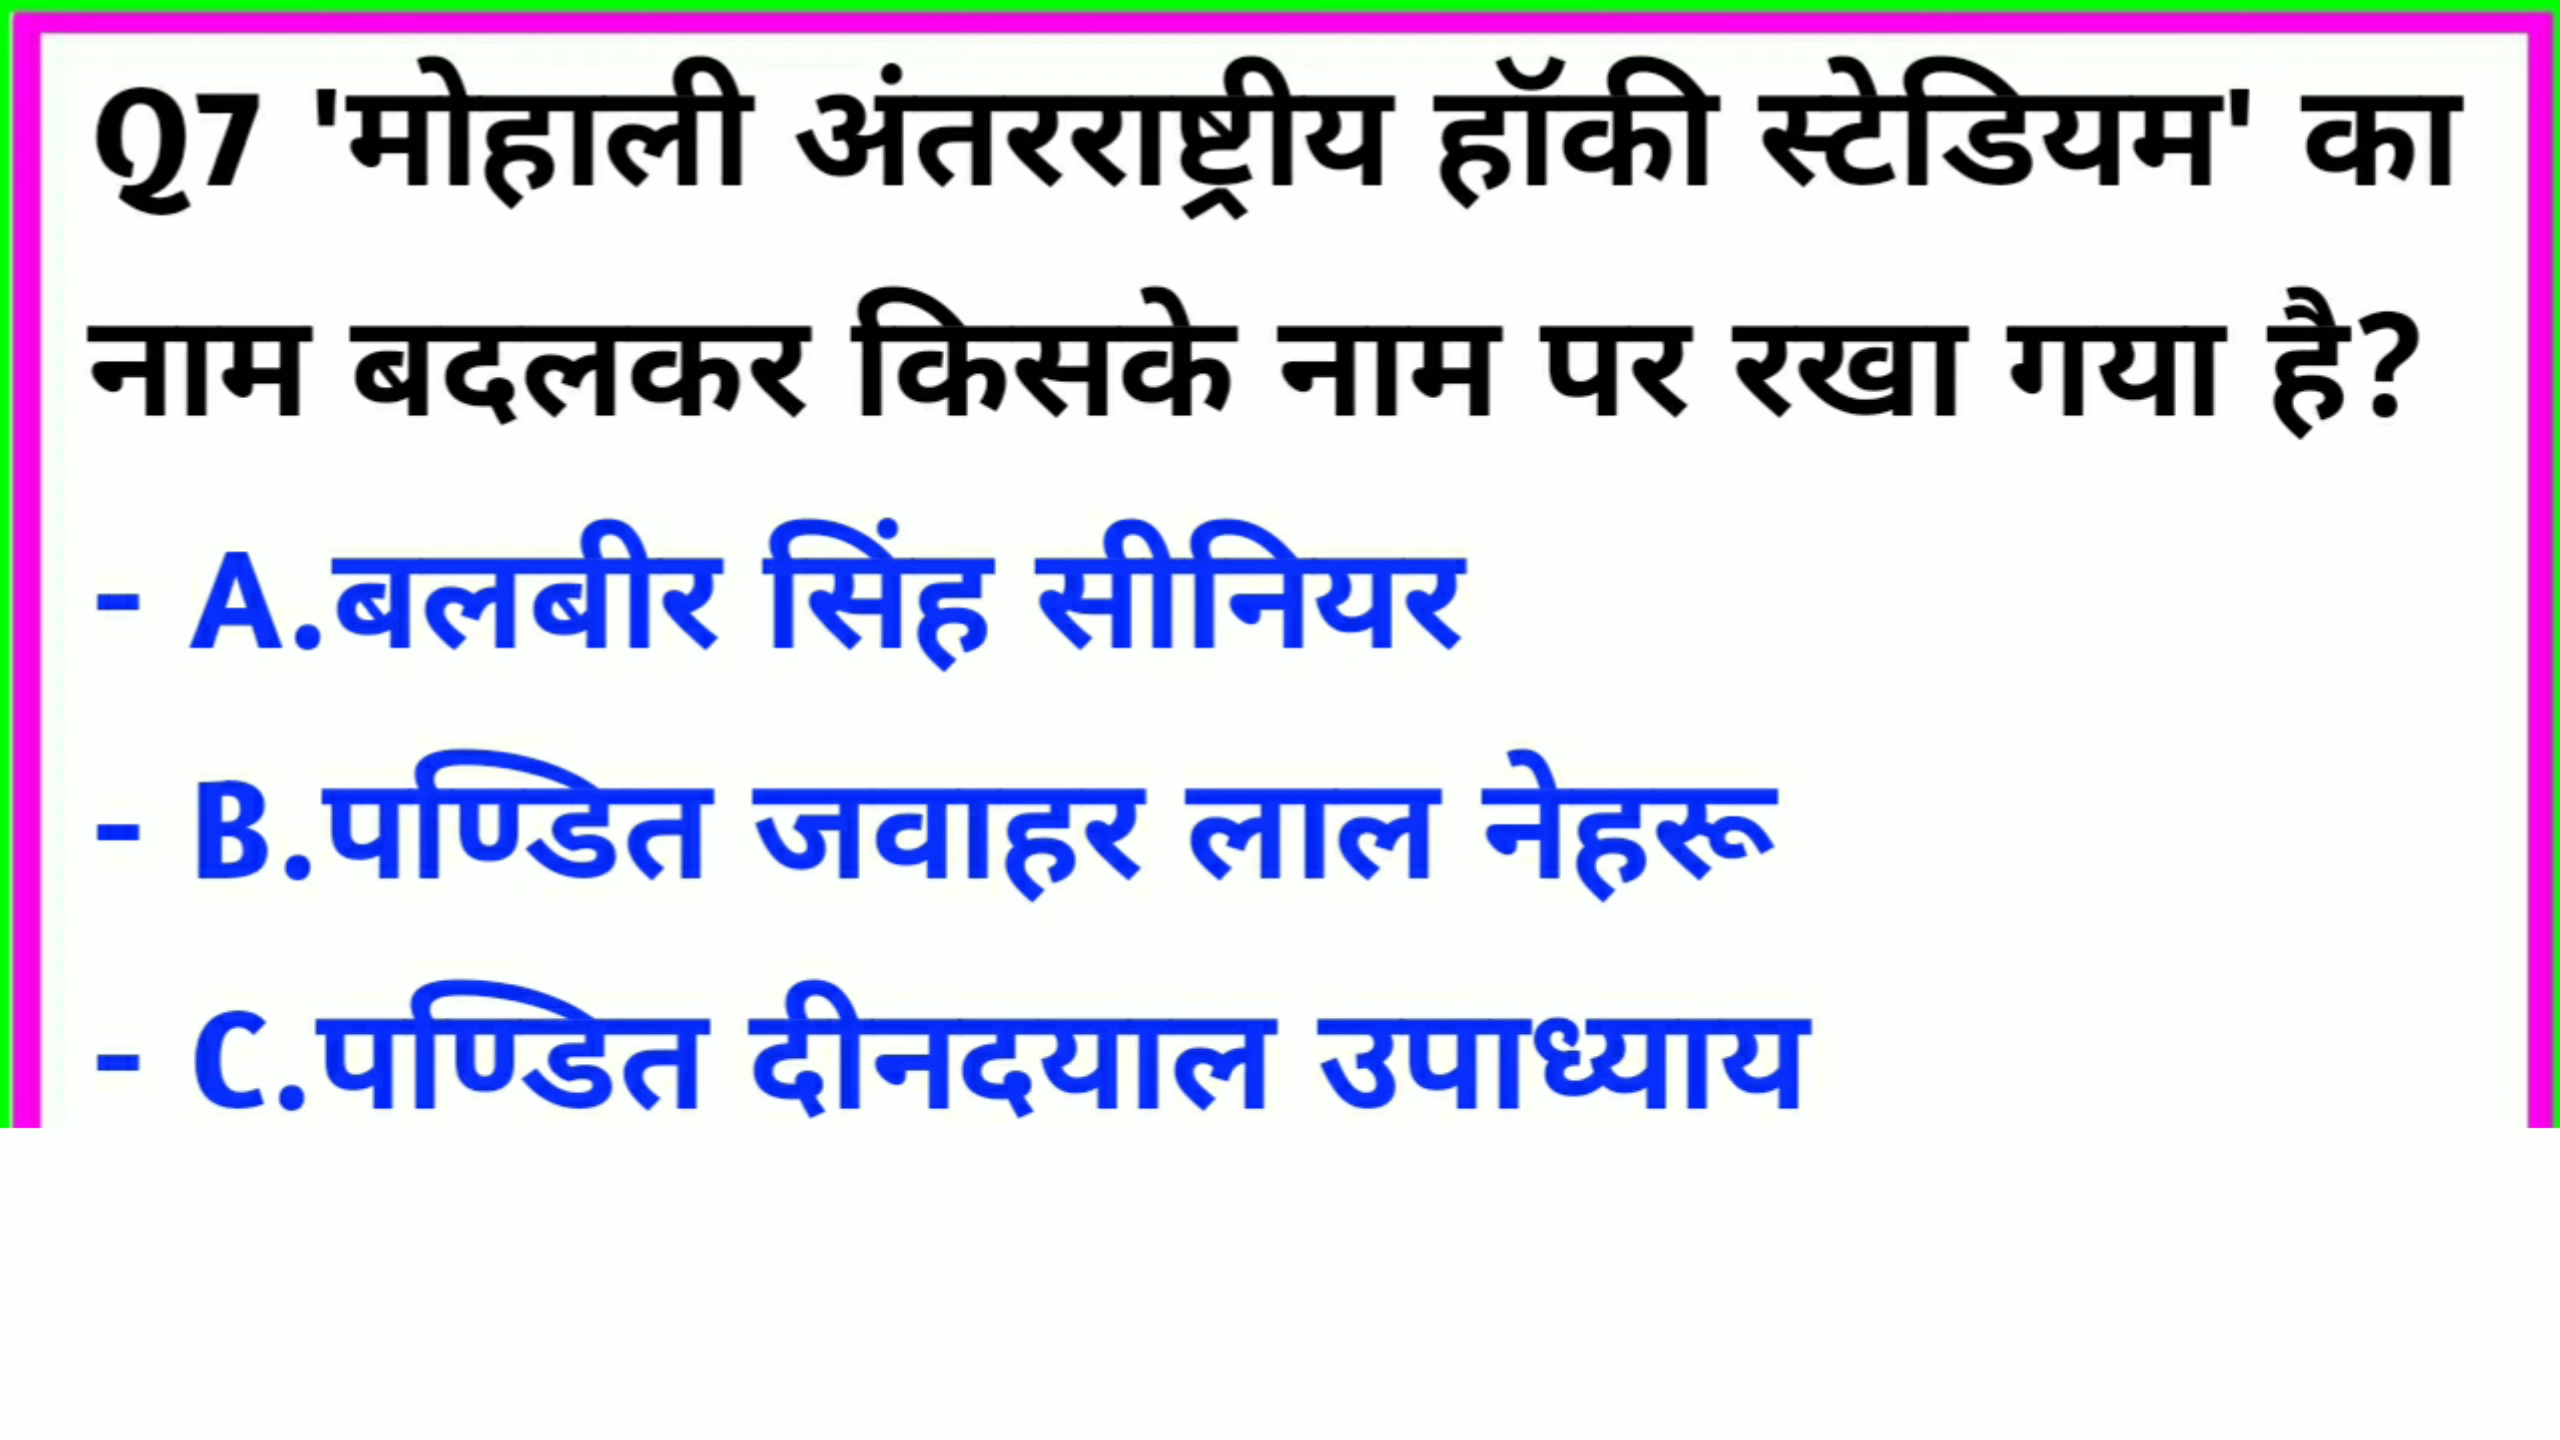 Q7 'मोहाली अंतरराष्ट्रीय हॉकी स्टेडियम' का
नाम बदलकर किसके नाम पर रखा गया है?
- A.बलबीर सिंह सीनियर
- B.पण्डित जवाहर लाल नेहरू
- C.पण्डित दीनदयाल उपाध्याय